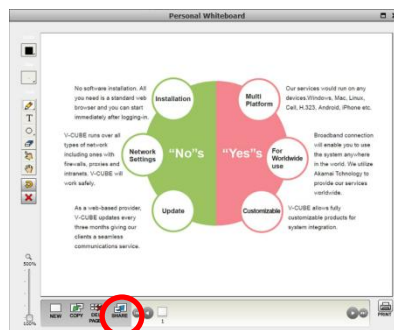 Personal Whiteboard
No software installation. All
you need is a standard web
browser and you can start
immediately after logging-in.
Installation
Multi
Platform
Our services would run on any
devices.Windows, Mac, Linux,
Cell, H.323, Android, iPhone etc.
V-CUBE runs over all
types of network
including ones with
firewalls, proxies and
intranets. V-CUBE will
work safely.
Network
Settings
"No"s
"Yes"s
For
Worldwide
use
Broadband connection
will enable you to use
the system anywhere
in the world. We utilize
Akamai Tohnology to
provide our services
worldwide.
As a web-based provider,
V-CUBE updates every
three months giving our
clients a seamless
communications service.
Update
Customizable
V-CUBE allows fully
customizable products for
system integration.
T
500%
100%
NEW
COPY
PAGE
SHARE
1
PRINT